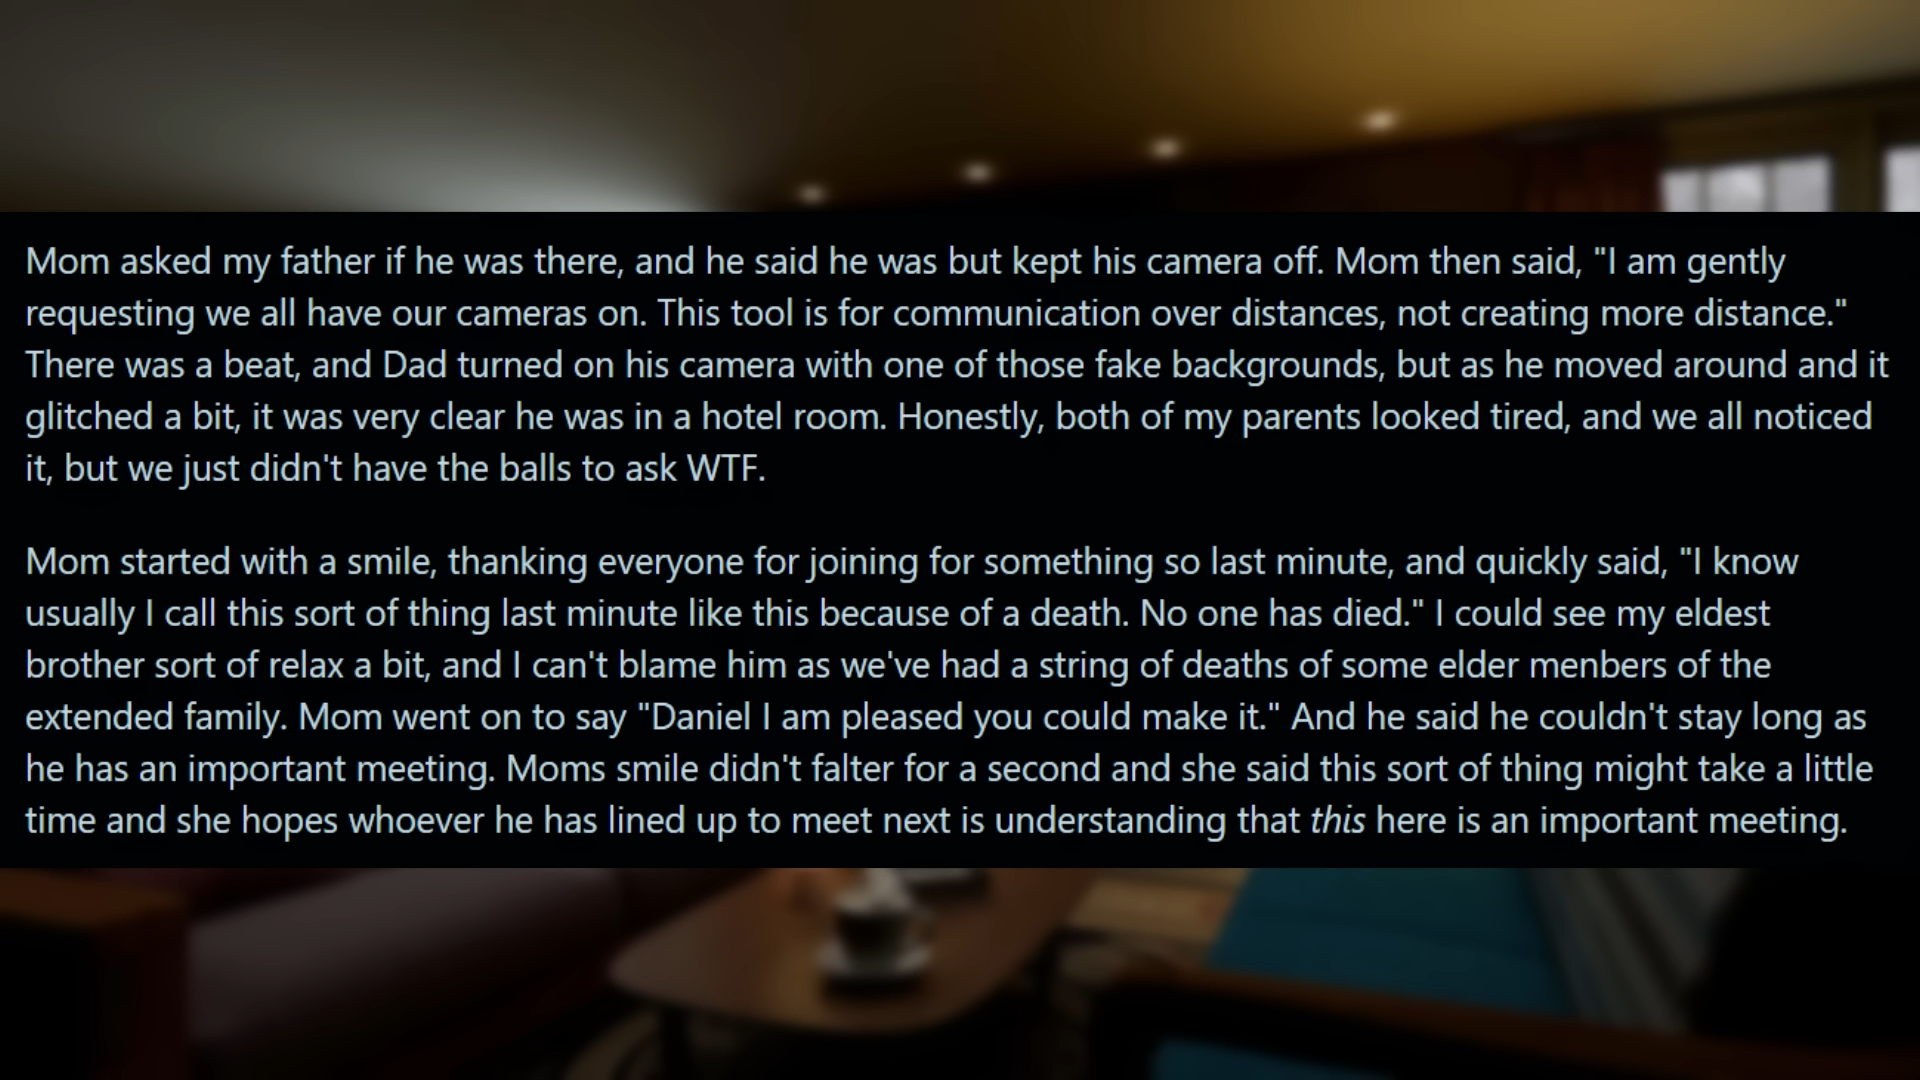 Mom asked my father if he was there, and he said he was but kept his camera off. Mom then said, "I am gently
requesting we all have our cameras on. This tool is for communication over distances, not creating more distance."
There was a beat, and Dad turned on his camera with one of those fake backgrounds, but as he moved around and it
glitched a bit, it was very clear he was in a hotel room. Honestly, both of my parents looked tired, and we all noticed
it, but we just didn't have the balls to ask WTF.
Mom started with a smile, thanking everyone for joining for something so last minute, and quickly said, "I know
usually I call this sort of thing last minute like this because of a death. No one has died." I could see my eldest
brother sort of relax a bit, and I can't blame him as we've had a string of deaths of some elder menbers of the
extended family. Mom went on to say "Daniel I am pleased you could make it." And he said he couldn't stay long as
he has an important meeting. Moms smile didn't falter for a second and she said this sort of thing might take a little
time and she hopes whoever he has lined up to meet next is understanding that this here is an important meeting.